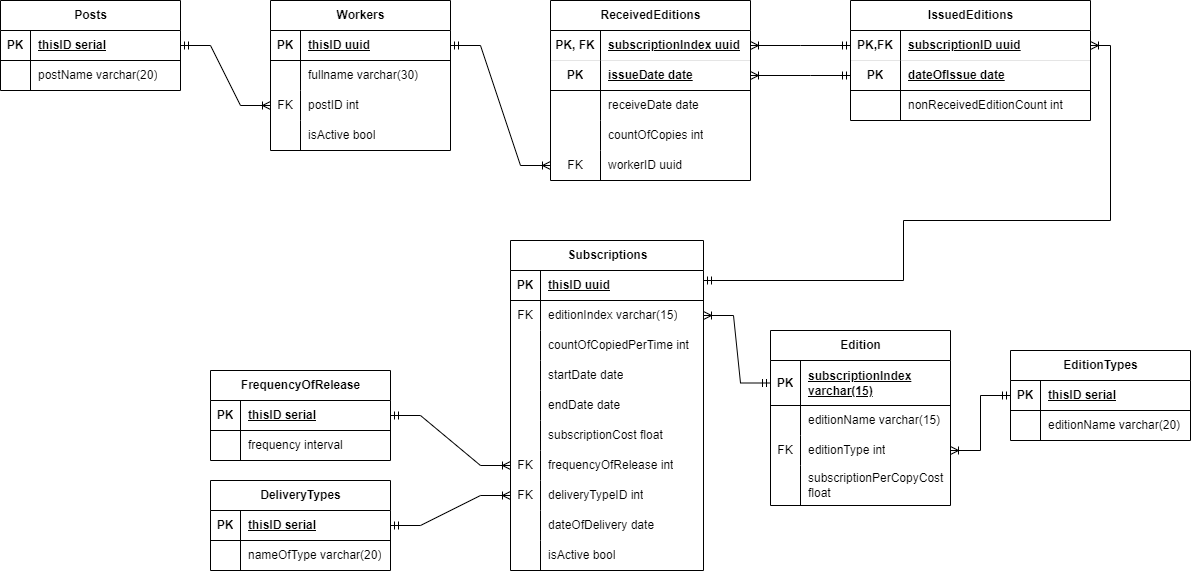 Posts
PK thisID serial
postName varchar(20)
Workers
PK thisID uuid
fullname varchar(30)
FK postID int
isActive bool
ReceivedEditions
PK, FK subscriptionIndex uuid
PK issueDate date
receiveDate date
countOfCopies int
FK workerID uuid
IssuedEditions
PK,FK subscriptionID uuid
PK dateOfIssue date
nonReceivedEditionCount int
Subscriptions
PK thisID uuid
FK editionIndex varchar(15)
countOfCopiedPerTime int
startDate date
endDate date
subscriptionCost float
FK frequencyOfRelease int
FK deliveryTypeID int
dateOfDelivery date
isActive bool
Edition
PK subscriptionIndex
varchar(15)
editionName varchar(15)
FK editionType int
subscriptionPerCopyCost
float
EditionTypes
PK thisID serial
editionName varchar(20)
FrequencyOfRelease
PK thisID serial
frequency interval
DeliveryTypes
PK thisID serial
nameOfType varchar(20)